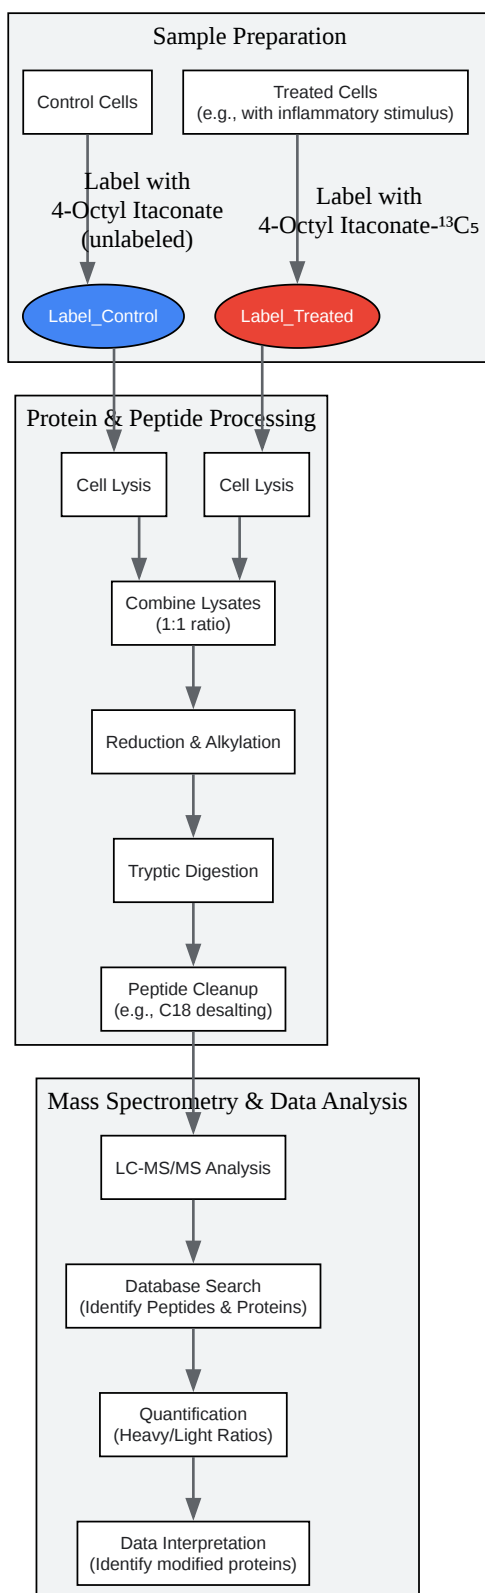 Sample Preparation
Control Cells
Treated Cells
(e.g., with inflammatory stimulus)
Label with
4-Octyl Itaconate
(unlabeled)
Label with
4-Octyl Itaconate-¹³C₅
Label_Control
Label_Treated
Protein & Peptide Processing
Cell Lysis
Cell Lysis
Combine Lysates
(1:1 ratio)
Reduction & Alkylation
Tryptic Digestion
Peptide Cleanup
(e.g., C18 desalting)
Mass Spectrometry & Data Analysis
LC-MS/MS Analysis
Database Search
(Identify Peptides & Proteins)
Quantification
(Heavy/Light Ratios)
Data Interpretation
(Identify modified proteins)